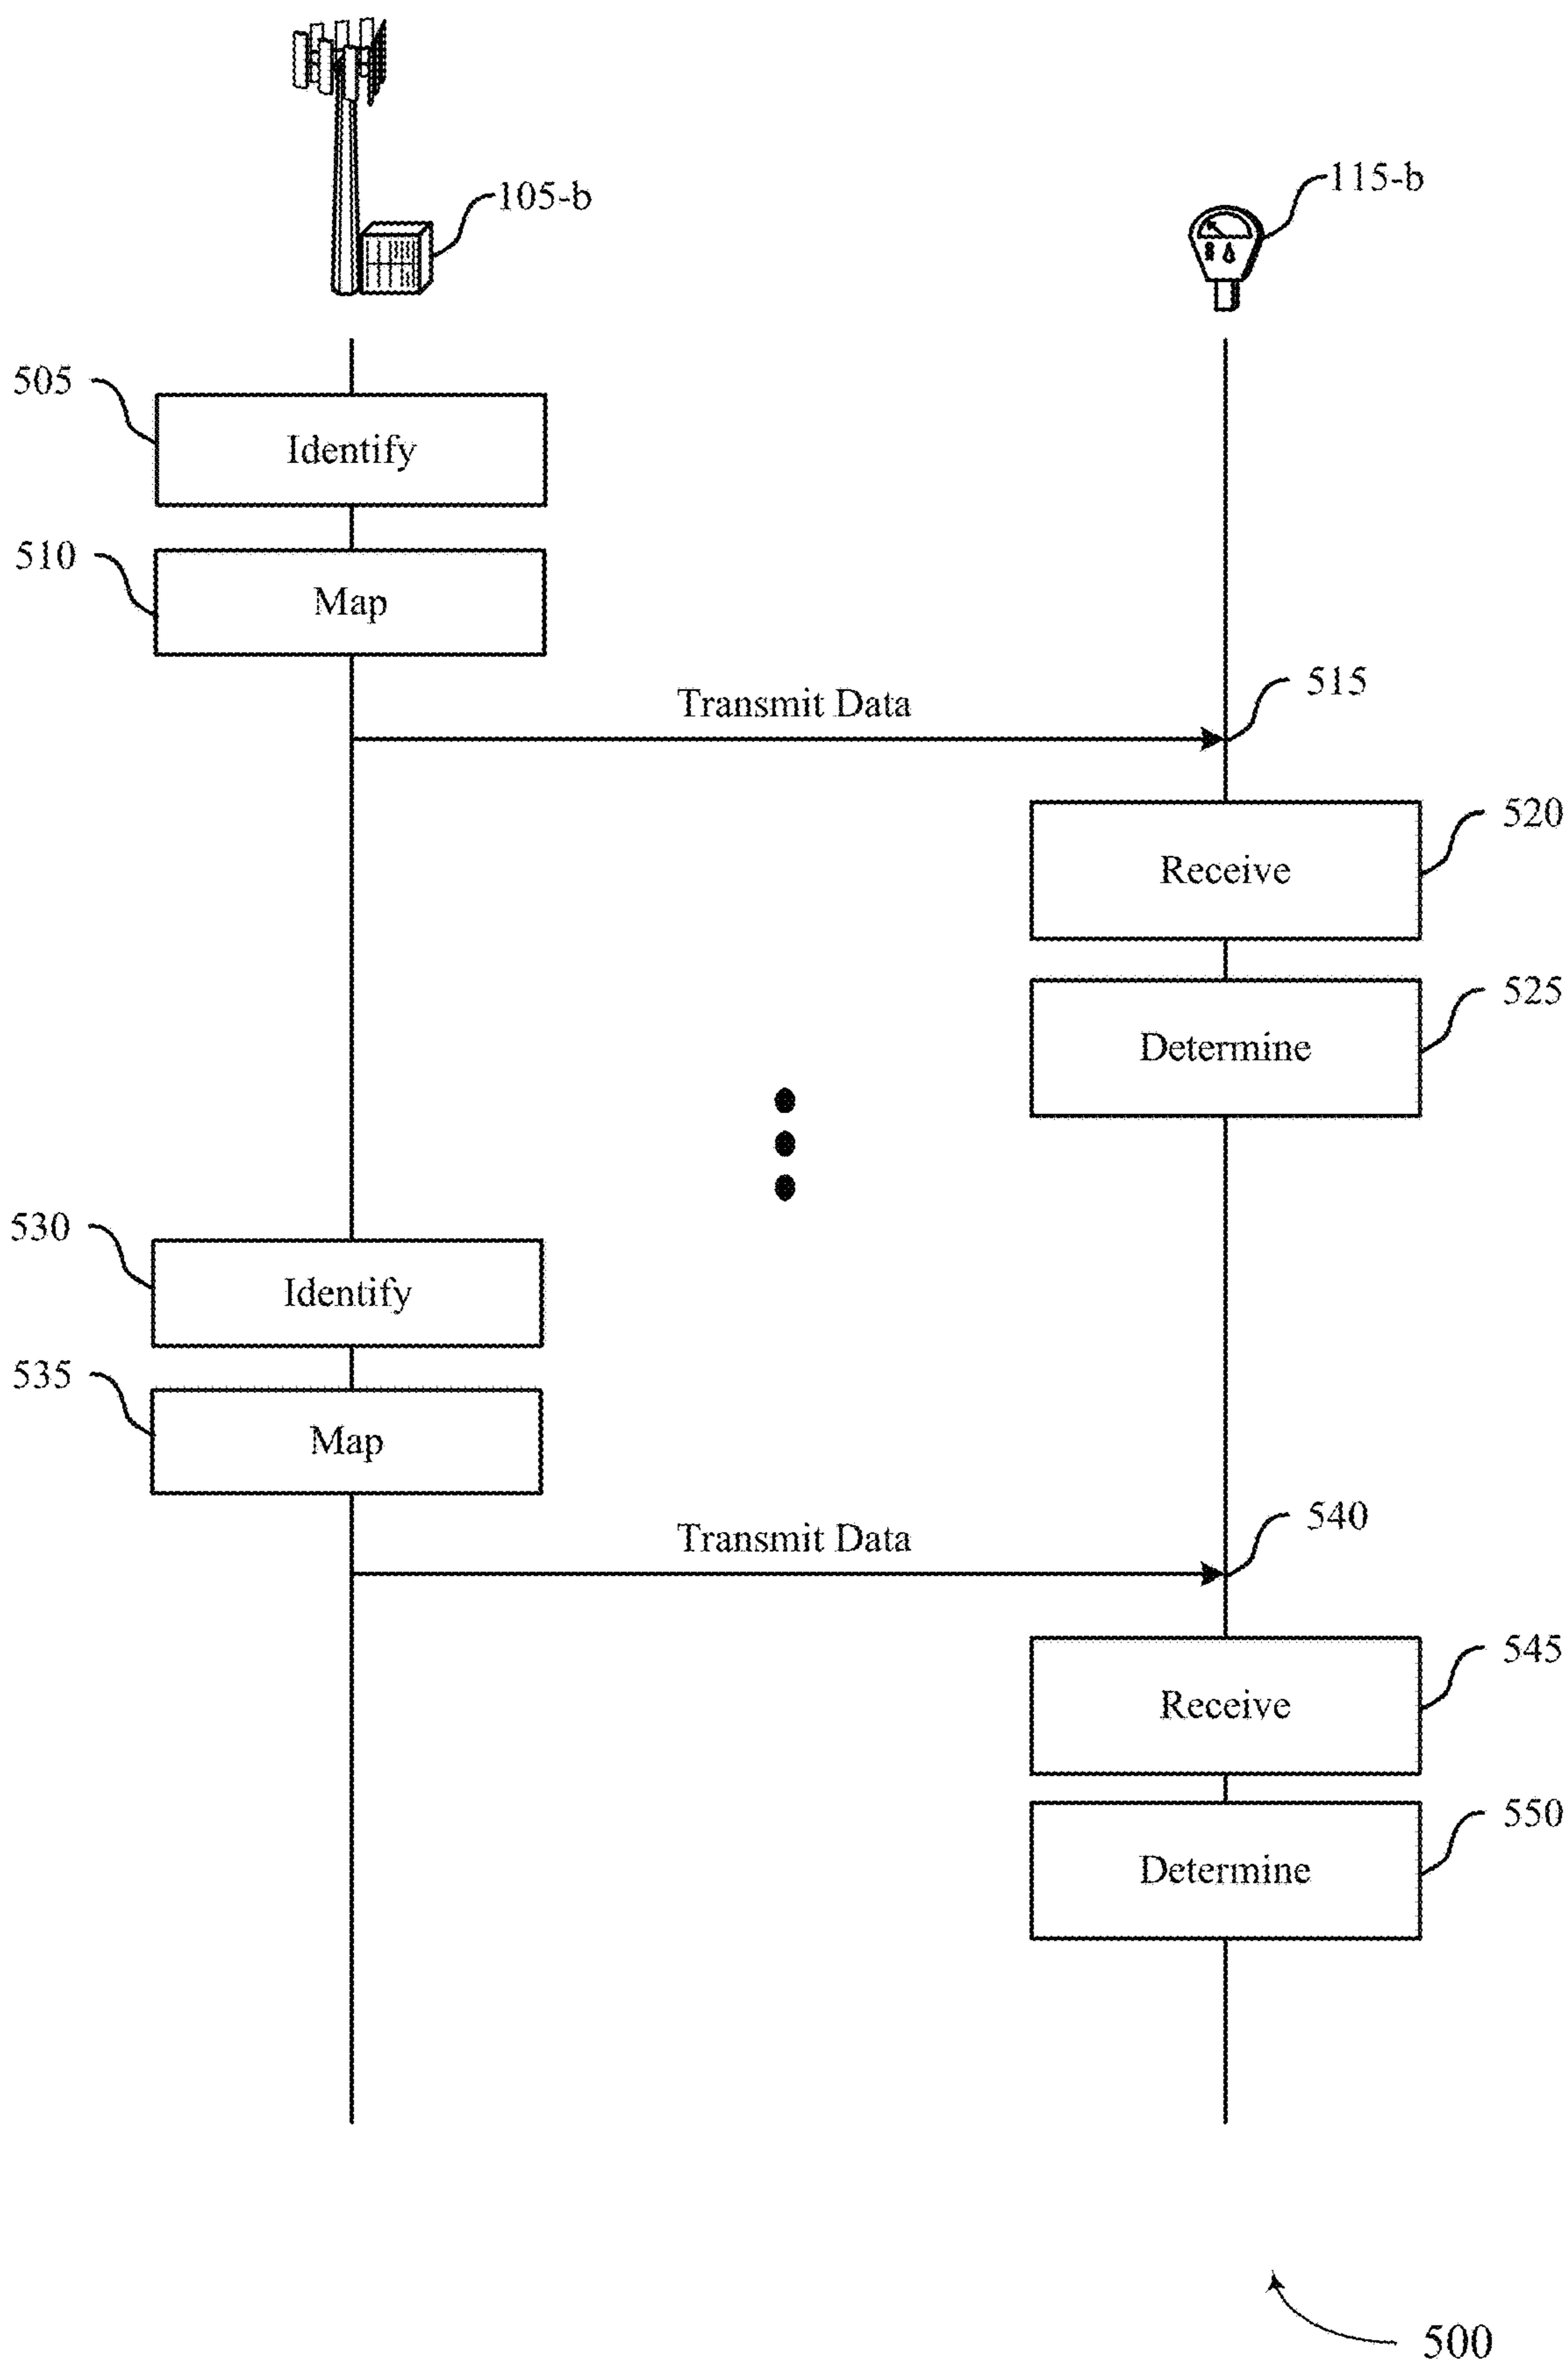 105-b
115-b
505
Identify
510
Map
515
Transmit Data
520
Receive
525
Determine
530
Identify
535
Map
540
Transmit Data
545
Receive
550
Determine
500